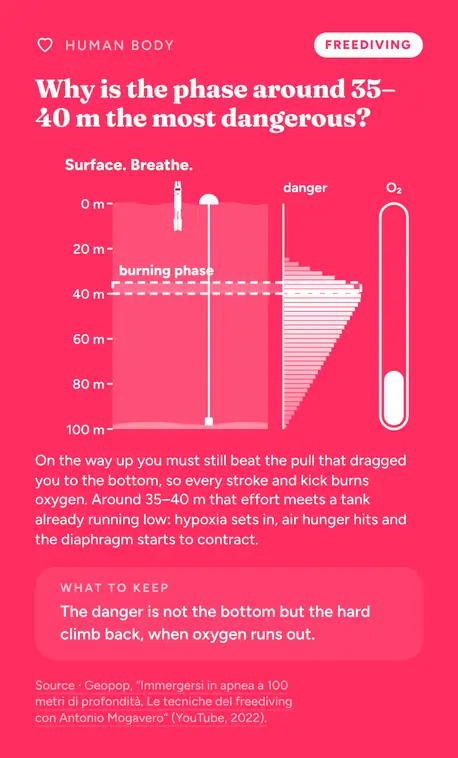 HUMAN BODY
FREEDIVING
Why is the phase around 35–
40 m the most dangerous?
Surface. Breathe.
danger
O₂
0 m
20 m
burning phase
40 m
60 m
80 m
100 m
On the way up you must still beat the pull that dragged
you to the bottom, so every stroke and kick burns
oxygen. Around 35–40 m that effort meets a tank
already running low: hypoxia sets in, air hunger hits and
the diaphragm starts to contract.
WHAT TO KEEP
The danger is not the bottom but the hard
climb back, when oxygen runs out.
Source · Geopop, “Immergersi in apnea a 100
metri di profondità. Le tecniche del freediving
con Antonio Mogavero” (YouTube, 2022).